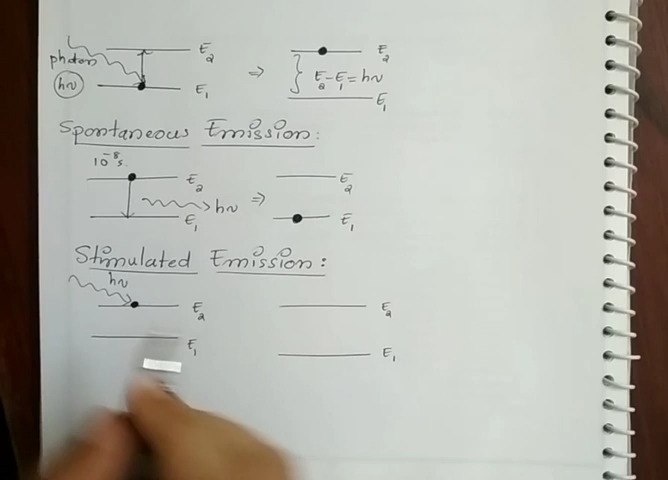 E₂ E₂
photon ⇒ E₂-E₁=hν
hν E₁ E₁
Spontaneous Emission:
10⁻⁸s
E₂ E₂
hν ⇒
E₁ E₁
Stimulated Emission:
hν
E₂ E₂
E₁ E₁